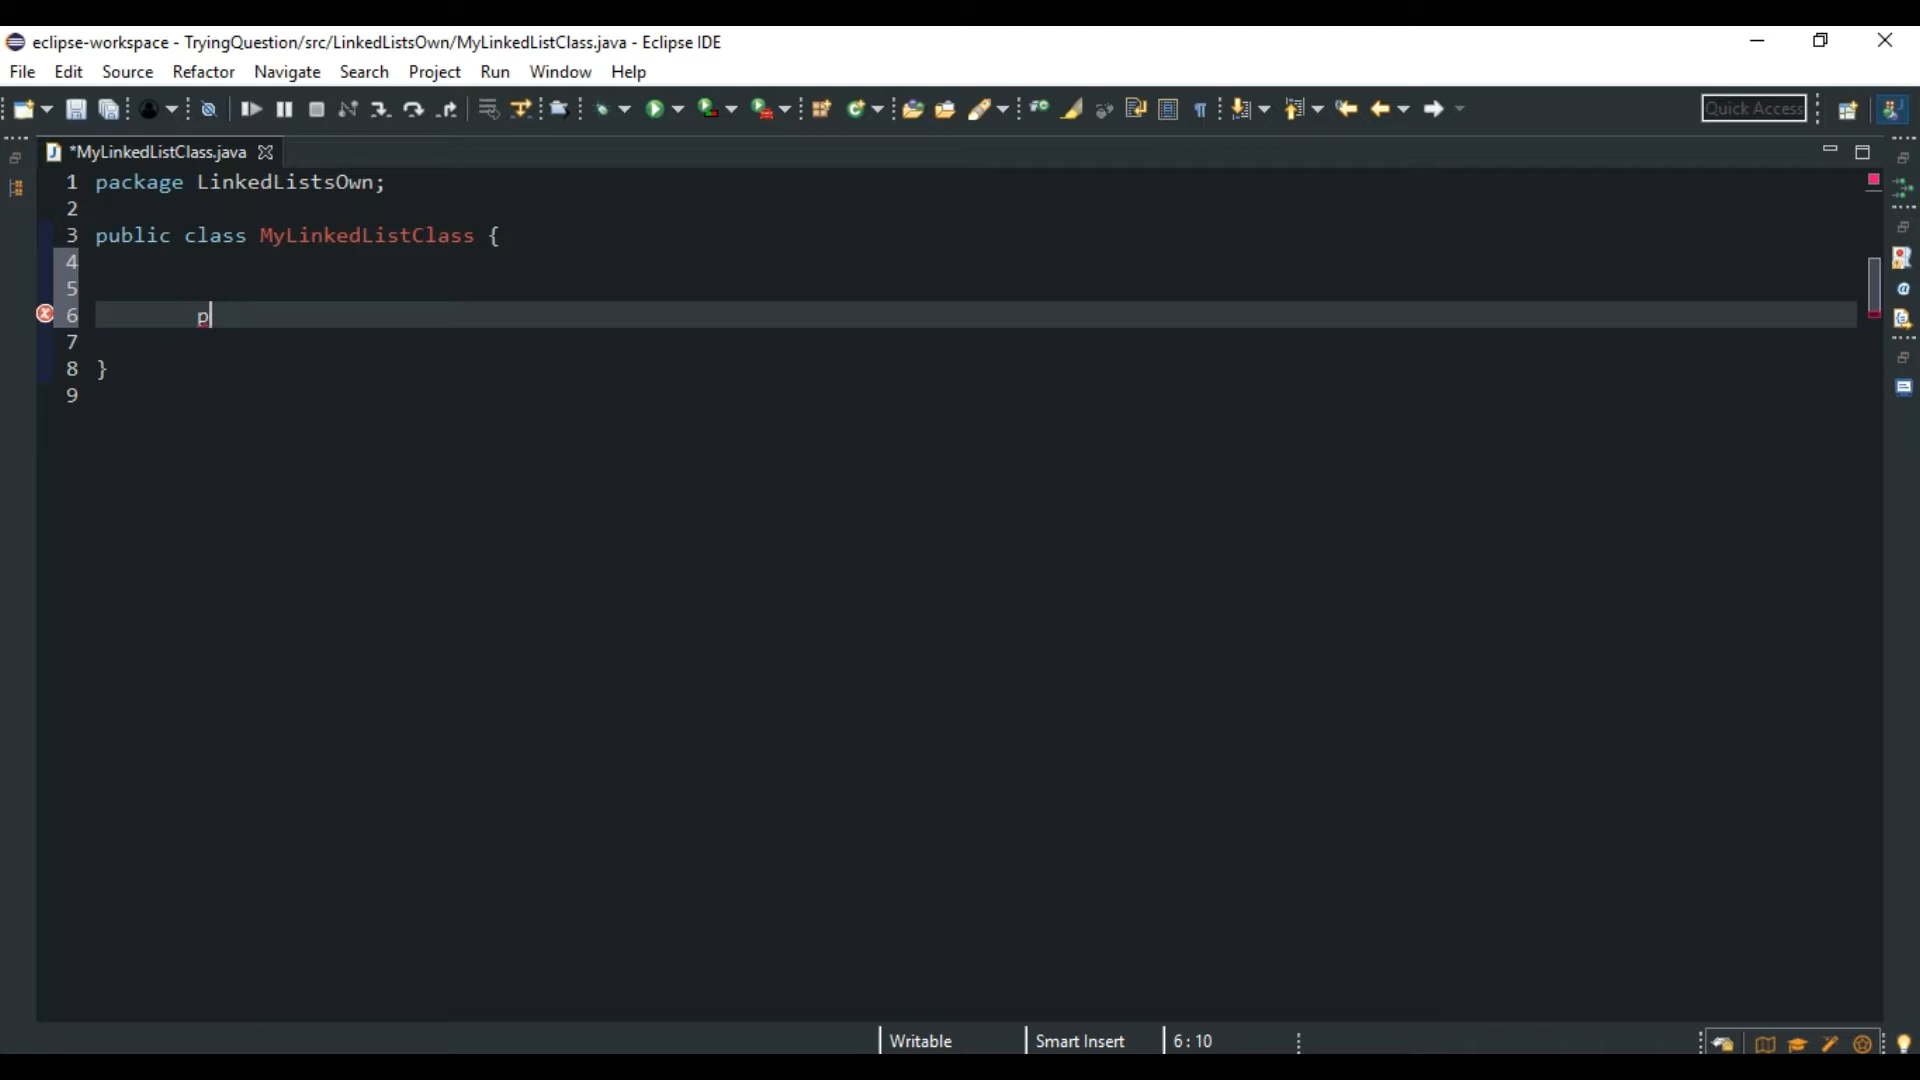 eclipse-workspace - TryingQuestion/src/LinkedListsOwn/MyLinkedListClass.java - Eclipse IDE
File Edit Source Refactor Navigate Search Project Run Window Help
Quick Access
*MyLinkedListClass.java
1 package LinkedListsOwn;
2
3 public class MyLinkedListClass {
4
5
6 p
7
8 }
9
Writable Smart Insert 6 : 10